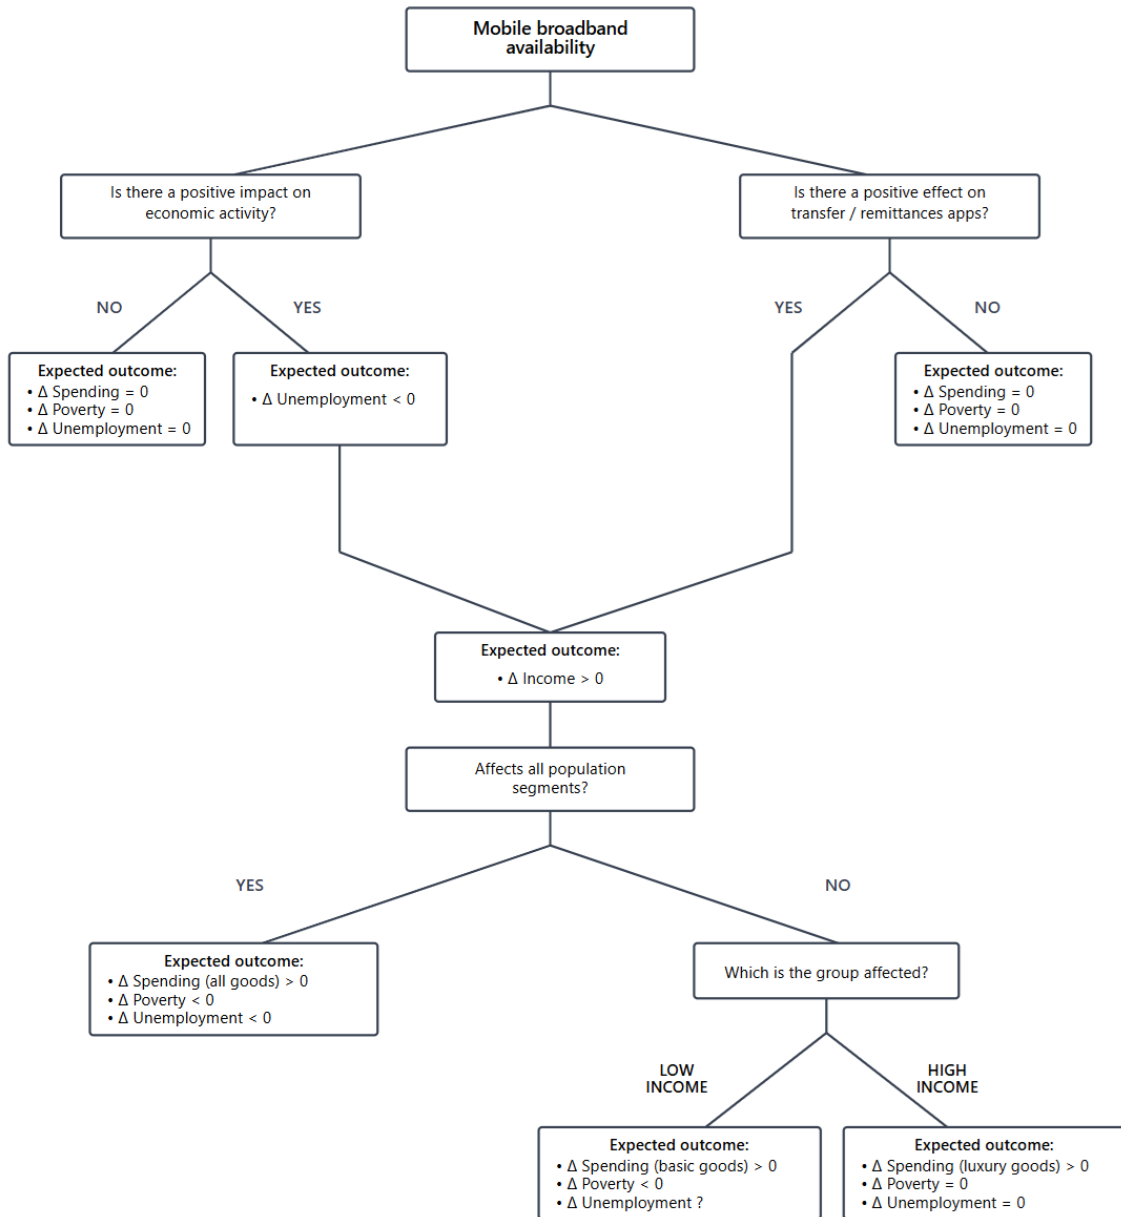 Mobile broadband
availability
Is there a positive impact on
economic activity?
Is there a positive effect on
transfer / remittances apps?
NO
YES
YES
NO
Expected outcome:
• Δ Spending = 0
• Δ Poverty = 0
• Δ Unemployment = 0
Expected outcome:
• Δ Unemployment < 0
Expected outcome:
• Δ Spending = 0
• Δ Poverty = 0
• Δ Unemployment = 0
Expected outcome:
• Δ Income > 0
Affects all population
segments?
YES
NO
Expected outcome:
• Δ Spending (all goods) > 0
• Δ Poverty < 0
• Δ Unemployment < 0
Which is the group affected?
LOW
INCOME
HIGH
INCOME
Expected outcome:
• Δ Spending (basic goods) > 0
• Δ Poverty < 0
• Δ Unemployment ?
Expected outcome:
• Δ Spending (luxury goods) > 0
• Δ Poverty = 0
• Δ Unemployment = 0